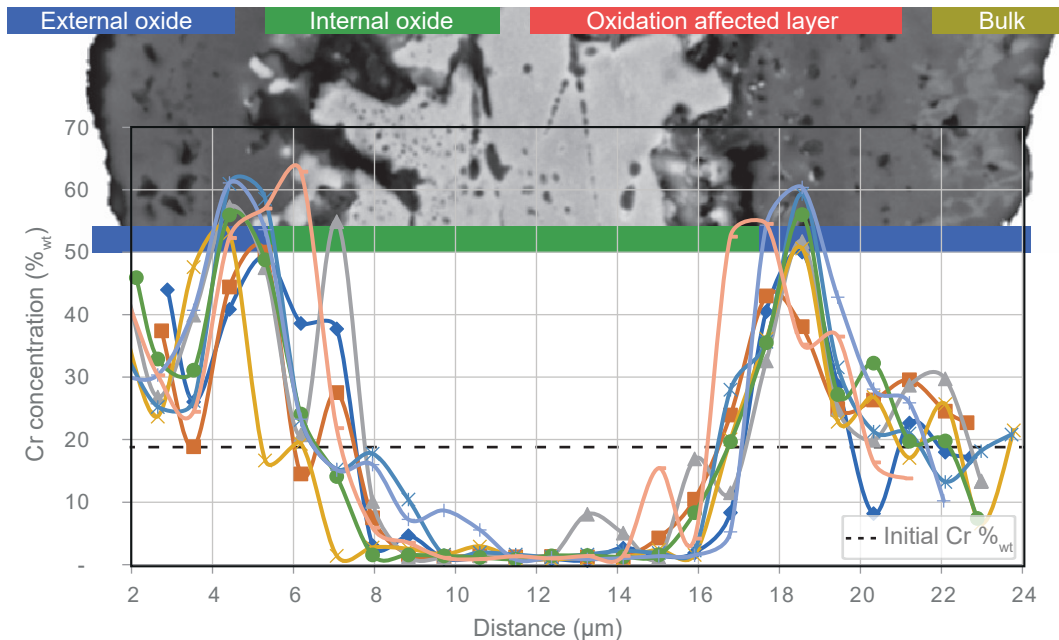 External oxide
Internal oxide
Oxidation affected layer
Bulk
70
60
50
40
30
20
10
-
Cr concentration (%wt)
Initial Cr %wt
2
4
6
8
10
12
14
16
18
20
22
24
Distance (µm)